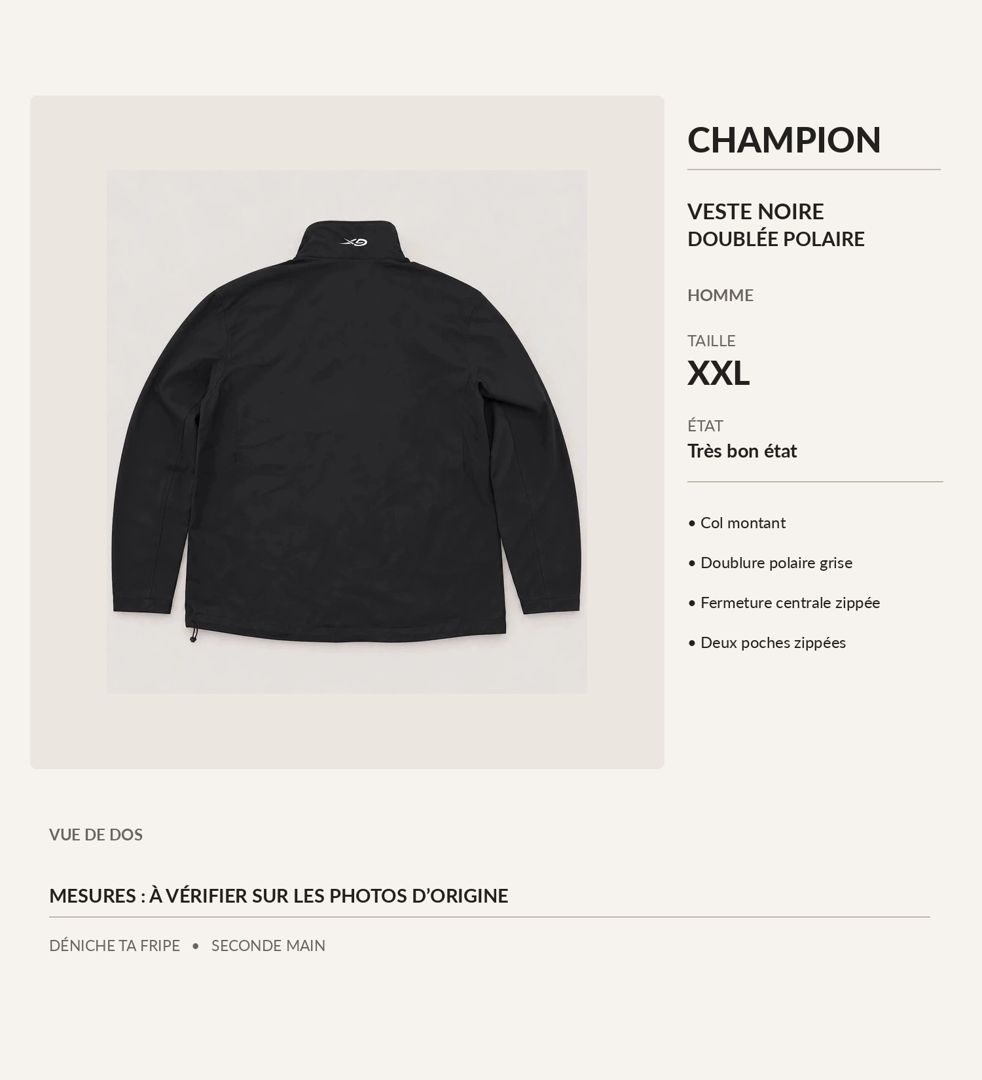 CHAMPION
VESTE NOIRE
DOUBLÉE POLAIRE
HOMME
TAILLE
XXL
ÉTAT
Très bon état
• Col montant
• Doublure polaire grise
• Fermeture centrale zippée
• Deux poches zippées
VUE DE DOS
MESURES : À VÉRIFIER SUR LES PHOTOS D’ORIGINE
DÉNICHE TA FRIPE • SECONDE MAIN